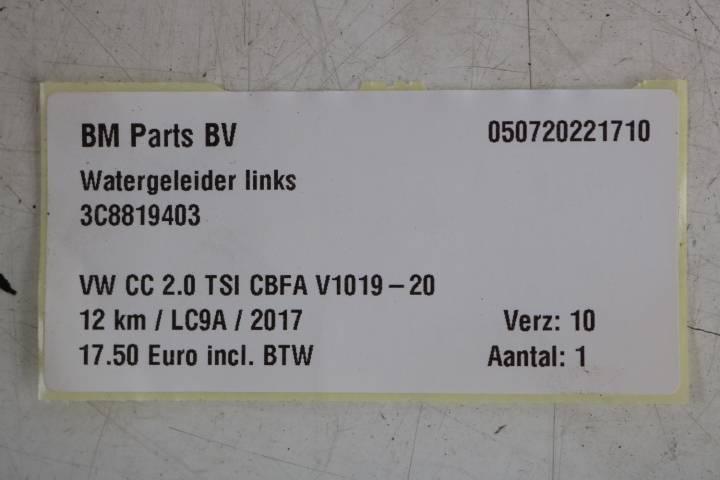 BM Parts BV 050720221710
Watergeleider links
3C8819403
VW CC 2.0 TSI CBFA V1019-20
12 km / LC9A / 2017 Verz: 10
17.50 Euro incl. BTW Aantal: 1